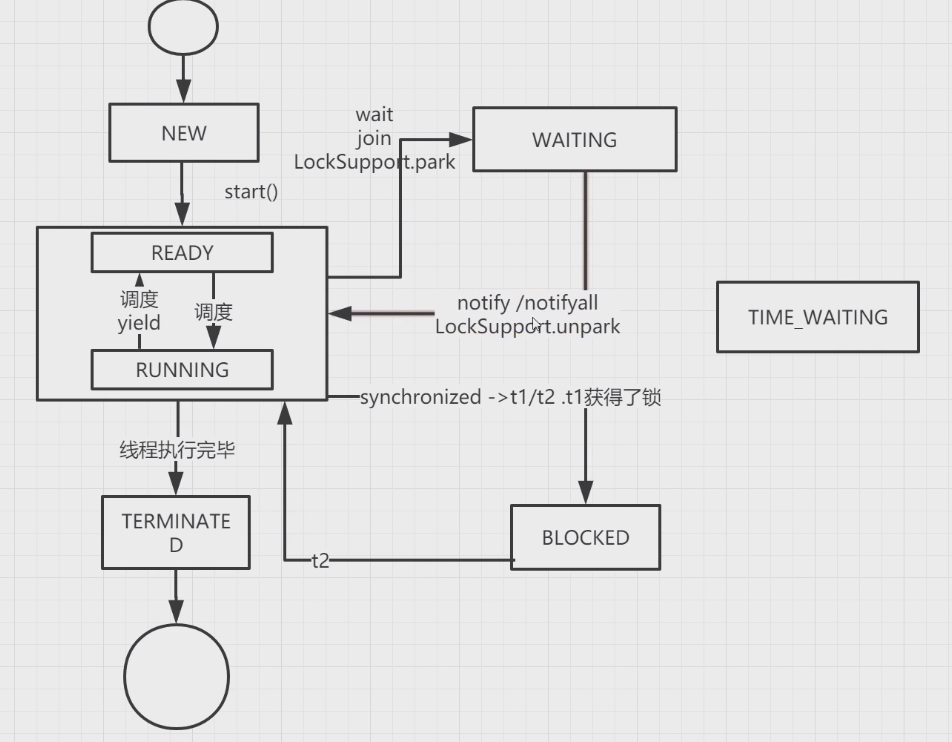 NEW
start()
wait
join
LockSupport.park
WAITING
READY
调度
yield
调度
RUNNING
notify /notifyall
LockSupport.unpark
TIME_WAITING
synchronized ->t1/t2 .t1获得了锁
线程执行完毕
TERMINATE
D
BLOCKED
t2